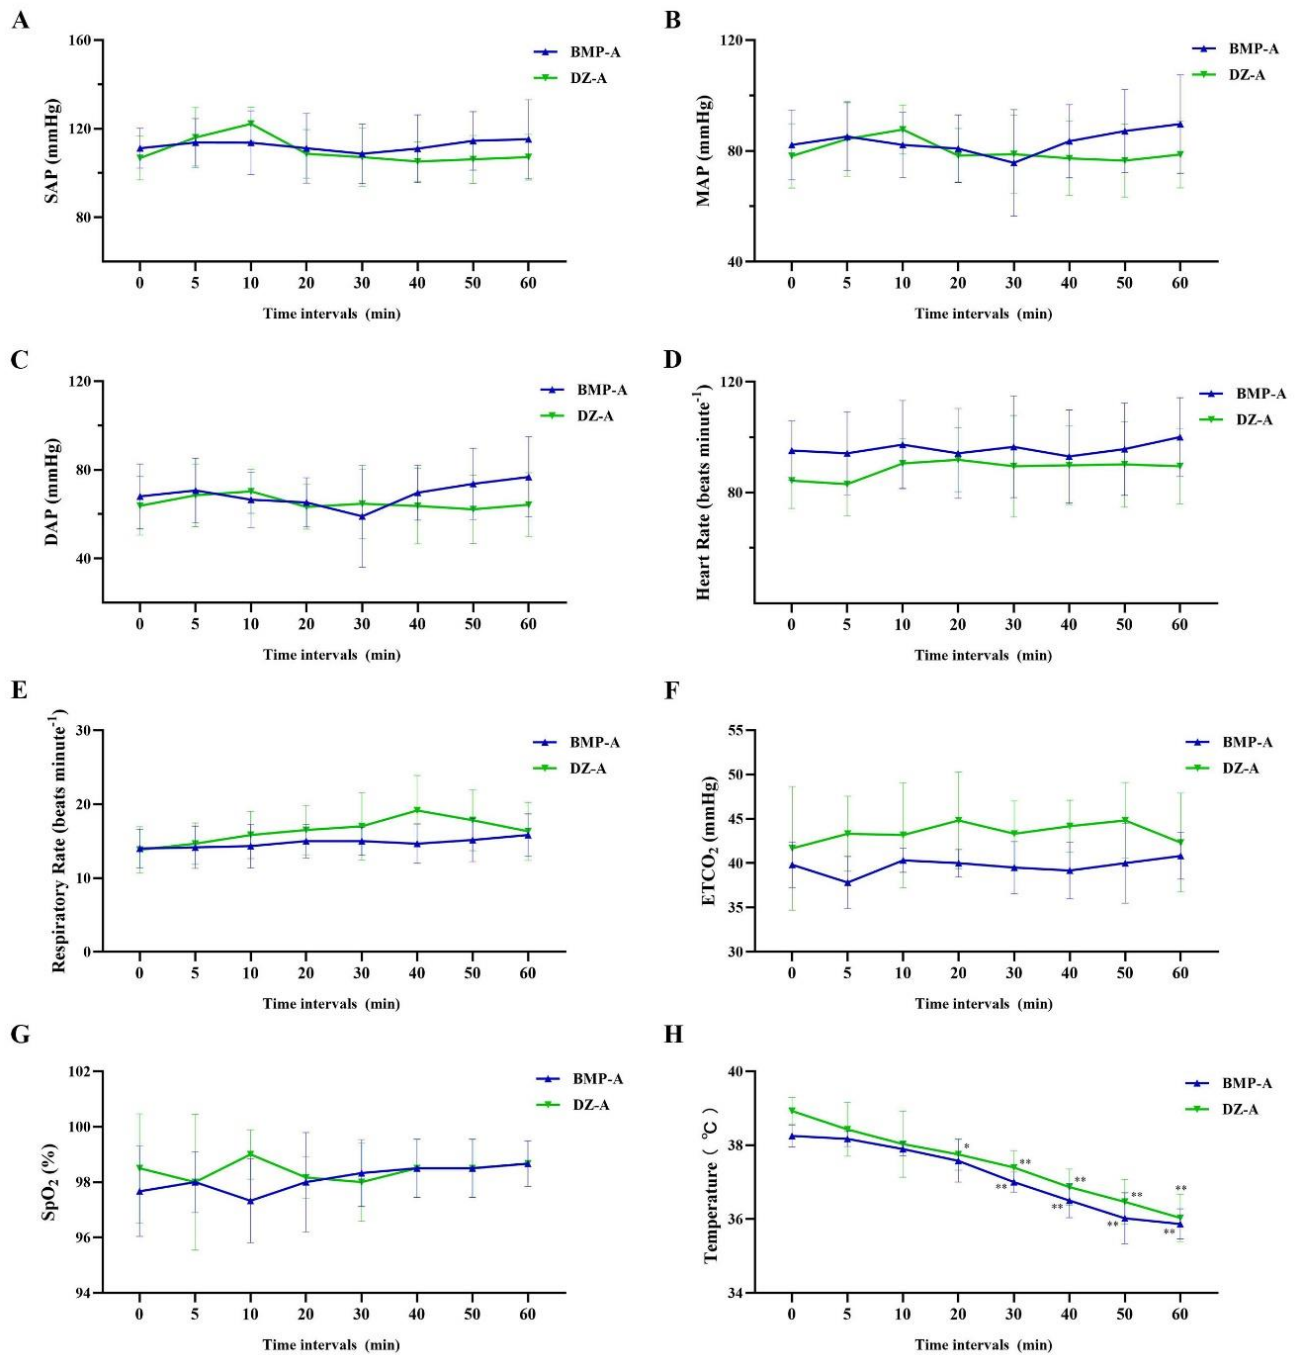 A
160
120
80
SAP (mmHg)
BMP-A
DZ-A
0 5 10 20 30 40 50 60
Time intervals (min)
B
120
80
40
MAP (mmHg)
BMP-A
DZ-A
0 5 10 20 30 40 50 60
Time intervals (min)
C
120
80
40
DAP (mmHg)
BMP-A
DZ-A
0 5 10 20 30 40 50 60
Time intervals (min)
D
120
80
Heart Rate (beats minute⁻¹)
BMP-A
DZ-A
0 5 10 20 30 40 50 60
Time intervals (min)
E
30
20
10
0
Respiratory Rate (beats minute⁻¹)
BMP-A
DZ-A
0 5 10 20 30 40 50 60
Time intervals (min)
F
55
50
45
40
35
30
ETCO₂ (mmHg)
BMP-A
DZ-A
0 5 10 20 30 40 50 60
Time intervals (min)
G
102
100
98
96
94
SpO₂ (%)
BMP-A
DZ-A
0 5 10 20 30 40 50 60
Time intervals (min)
H
40
38
36
34
Temperature ( ℃ )
BMP-A
DZ-A
* ** ** ** **
** ** ** **
0 5 10 20 30 40 50 60
Time intervals (min)